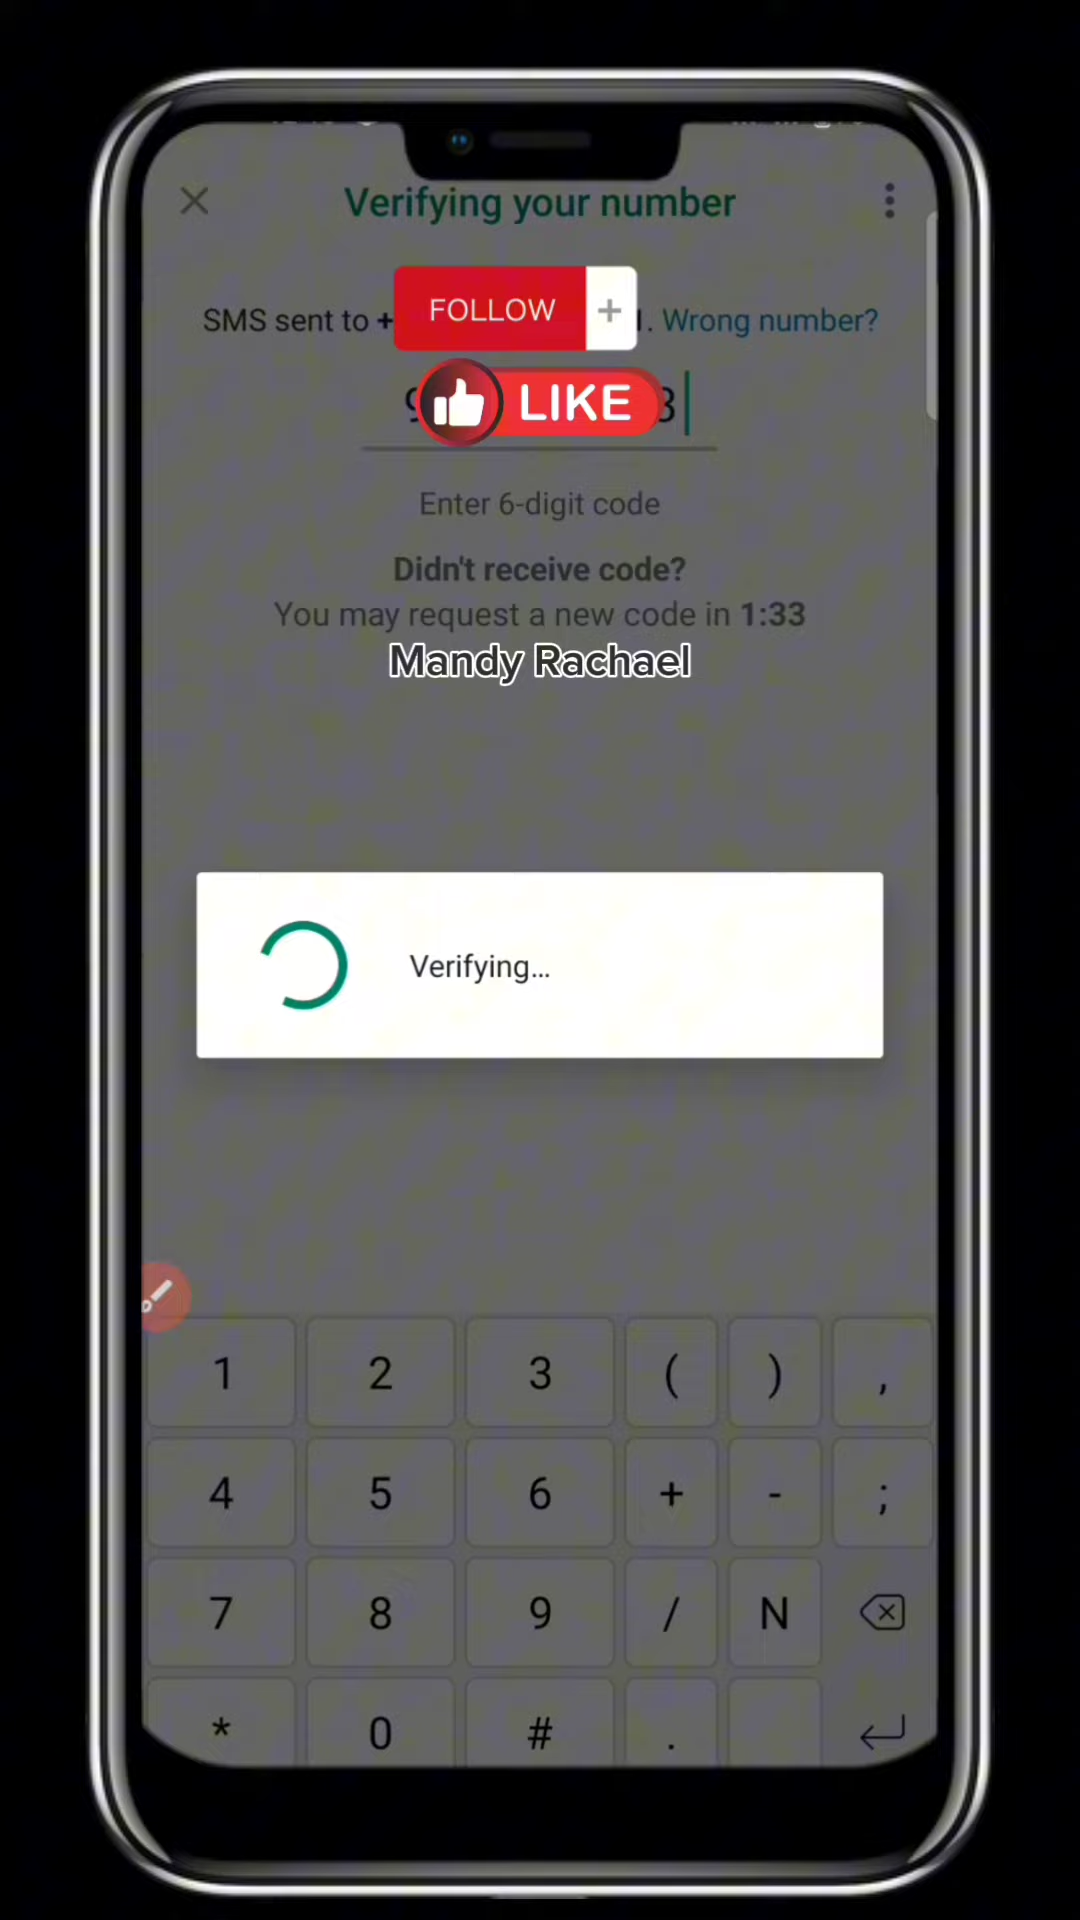 Verifying your number
SMS sent to +
FOLLOW +
. Wrong number?
LIKE
Enter 6-digit code
Didn't receive code?
You may request a new code in 1:33
Mandy Rachael
Verifying...
1 2 3 ( ) ,
4 5 6 + - ;
7 8 9 / N
* 0 # .